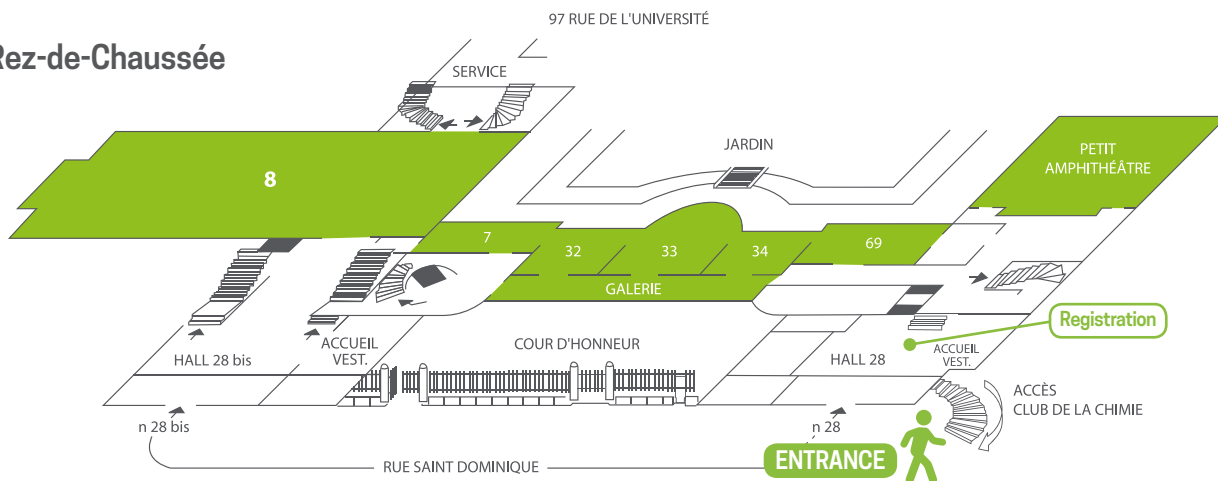 97 RUE DE L'UNIVERSITÉ
Rez-de-Chaussée
SERVICE
JARDIN
PETIT
AMPHITHÉÂTRE
8
7
32
33
34
69
GALERIE
Registration
HALL 28 bis
ACCUEIL
VEST.
COUR D'HONNEUR
HALL 28
ACCUEIL
VEST.
ACCÈS
CLUB DE LA CHIMIE
n 28 bis
n 28
ENTRANCE
RUE SAINT DOMINIQUE